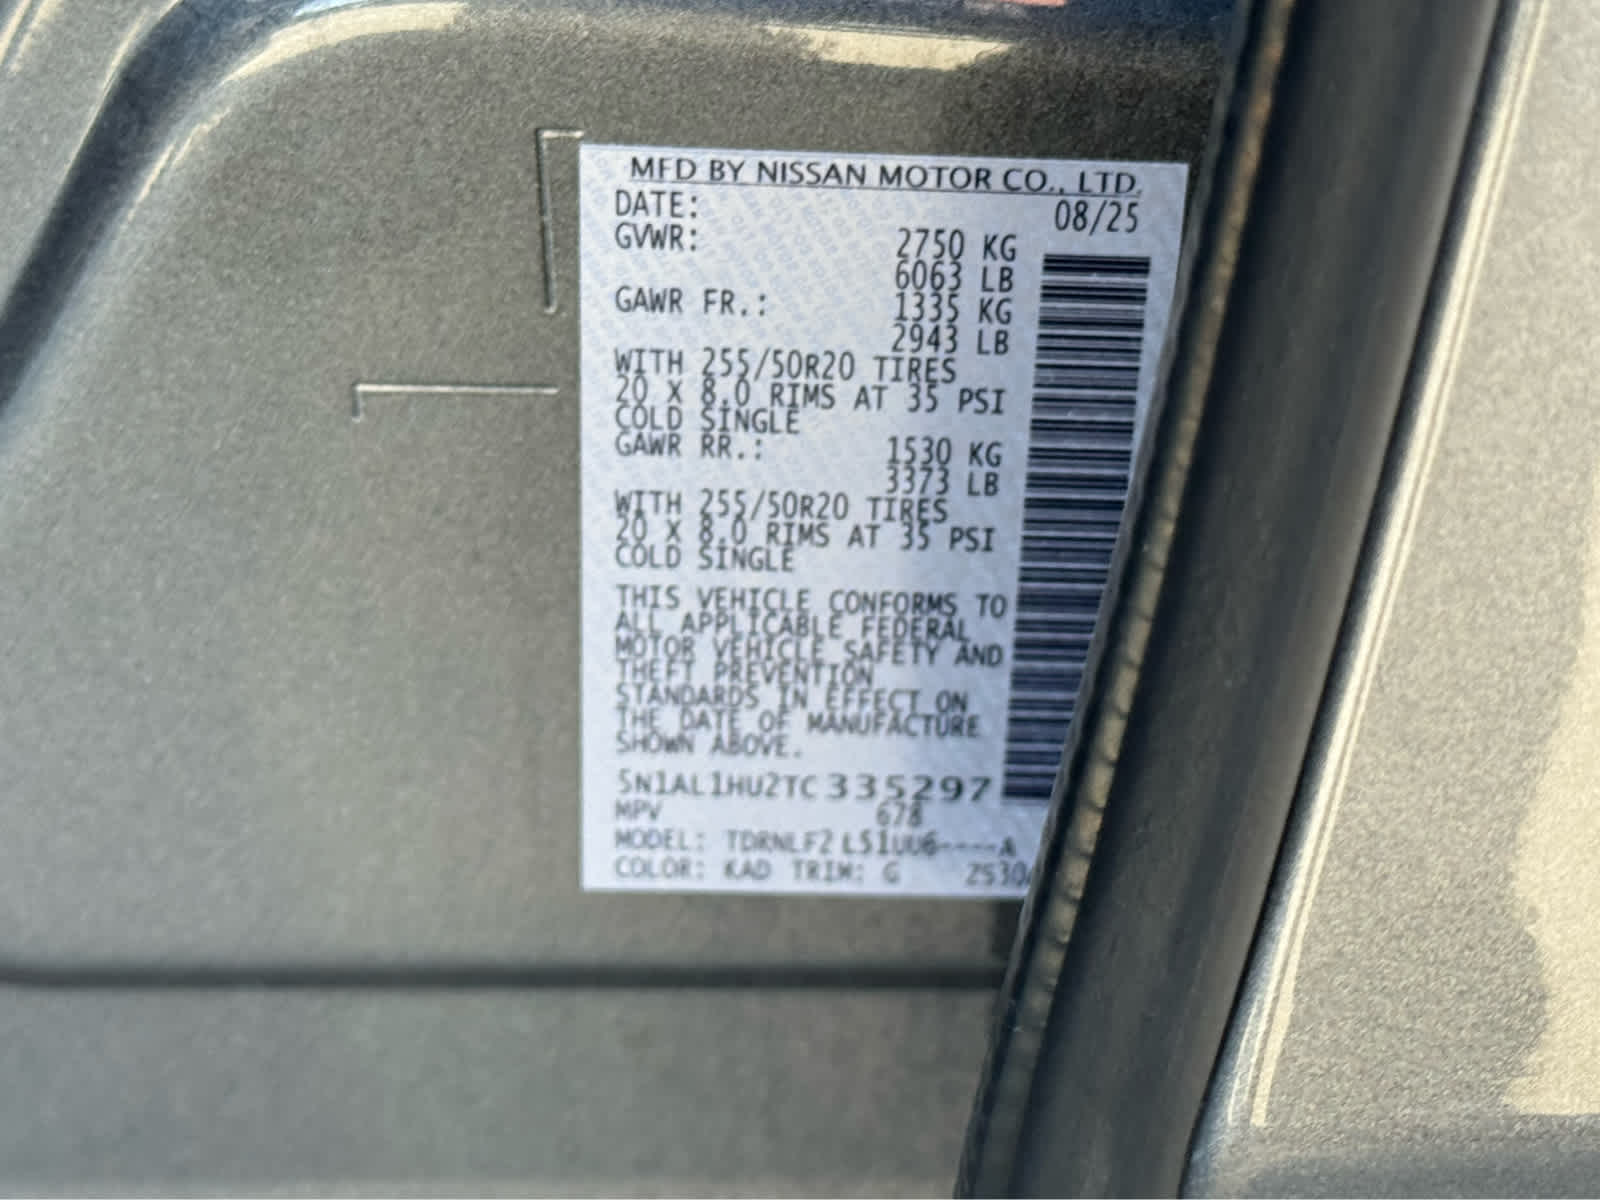 MFD BY NISSAN MOTOR CO., LTD.
DATE: 08/25
GVWR: 2750 KG
6063 LB
GAWR FR.: 1335 KG
2943 LB
WITH 255/50R20 TIRES
20 X 8.0 RIMS AT 35 PSI
COLD SINGLE
GAWR RR.: 1530 KG
3373 LB
WITH 255/50R20 TIRES
20 X 8.0 RIMS AT 35 PSI
COLD SINGLE
THIS VEHICLE CONFORMS TO
ALL APPLICABLE FEDERAL
MOTOR VEHICLE SAFETY AND
THEFT PREVENTION
STANDARDS IN EFFECT ON
THE DATE OF MANUFACTURE
SHOWN ABOVE.
5N1AL1HU2TC335297
MPV 678
MODEL: TDRNLF2 L51UU6----A
COLOR: KAD TRIM: G